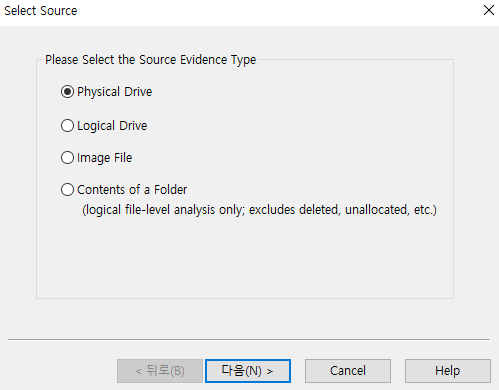 Select Source
Please Select the Source Evidence Type
Physical Drive
Logical Drive
Image File
Contents of a Folder
(logical file-level analysis only; excludes deleted, unallocated, etc.)
< 뒤로(B)
다음(N) >
Cancel
Help